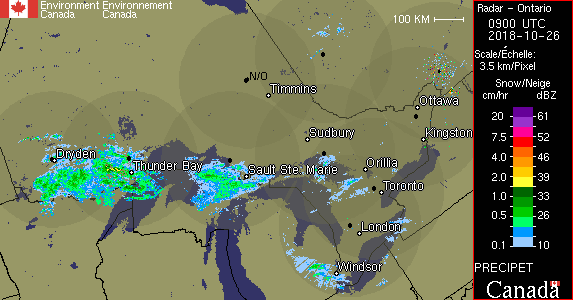 Environment Environnement
Canada Canada
100 KM
N/O
Timmins
Ottawa
Sudbury
Kingston
Dryden
Thunder Bay
Sault Ste. Marie
Orillia
Toronto
London
Windsor
Radar - Ontario
0900 UTC
2018-10-26
Scale/Échelle:
3.5 km/Pixel
Snow/Neige
cm/hr dBZ
20 61
7.5 52
4.0 46
2.0 39
1.0 33
0.5 26
0.1 10
PRECIPET
Canada